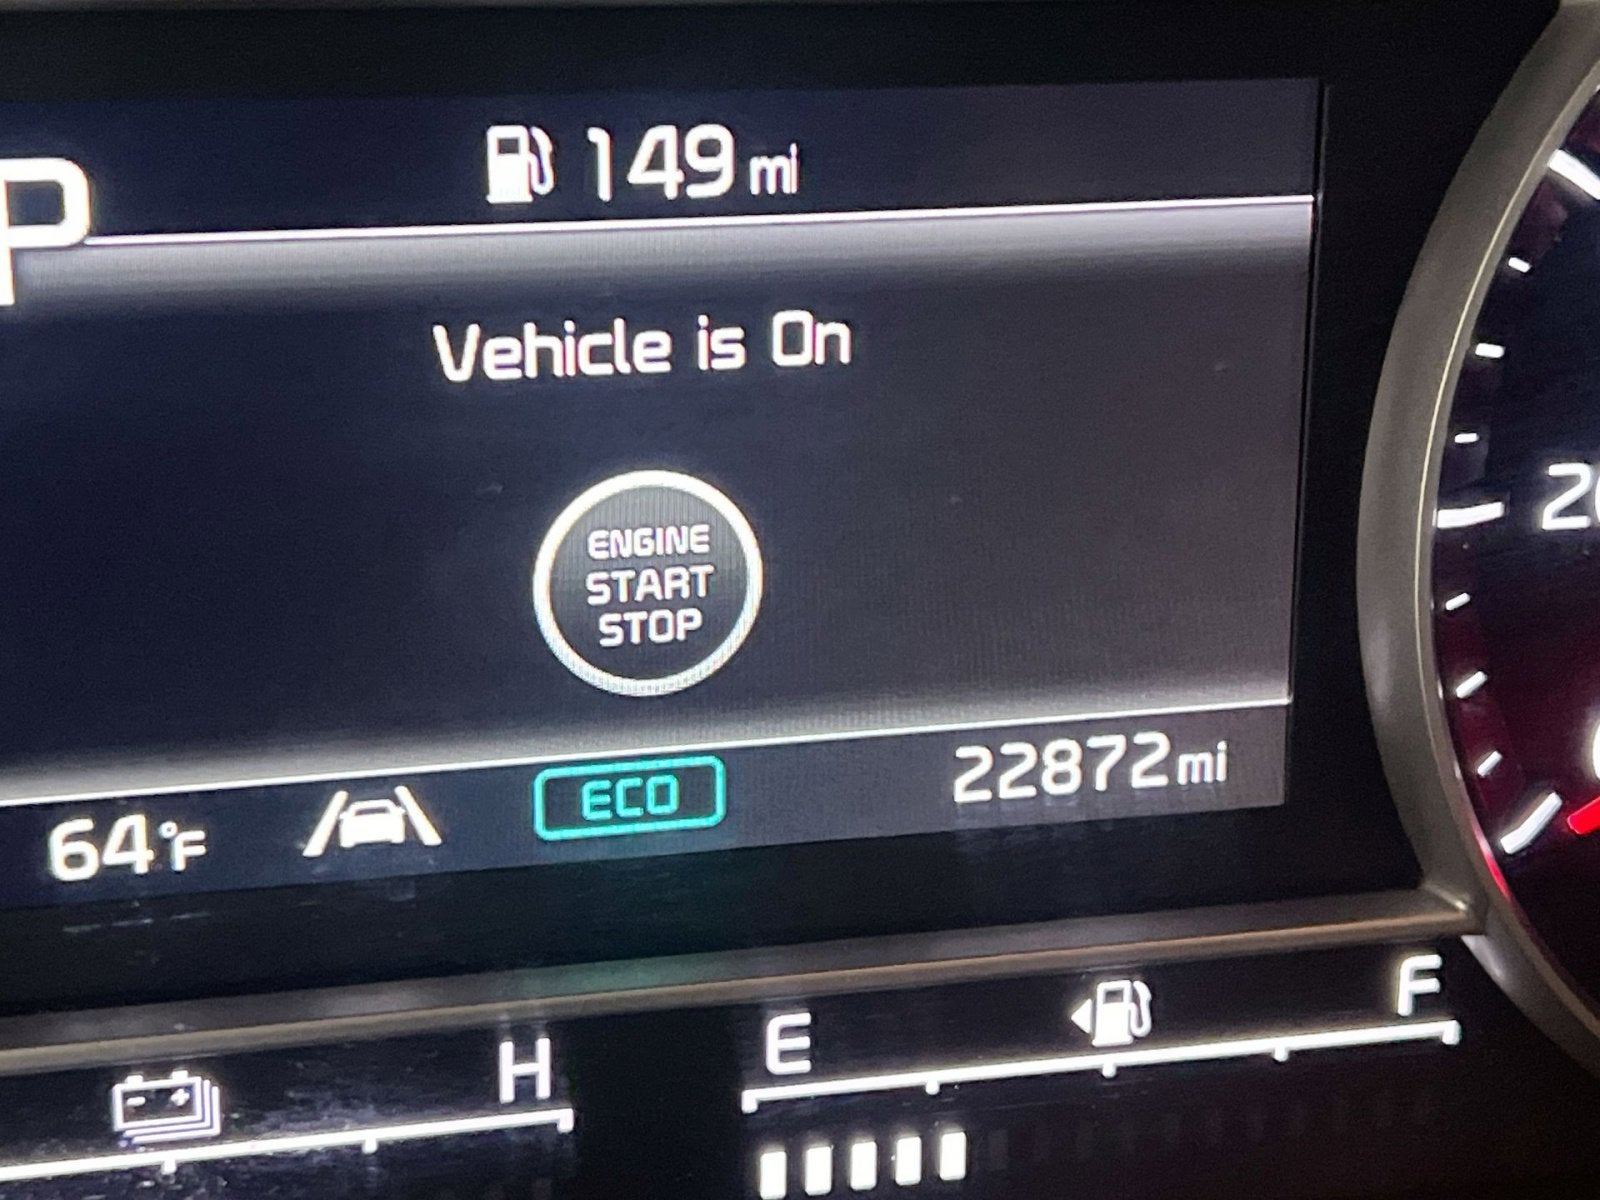 149 mi
P
Vehicle is On
ENGINE
START
STOP
64°F
ECO
22872 mi
H
- +
E
F